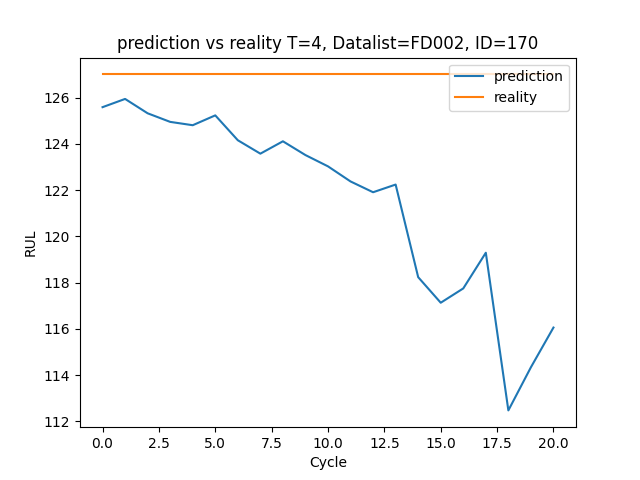 prediction vs reality T=4, Datalist=FD002, ID=170
prediction
reality
126
124
122
120
118
116
114
112
RUL
0.0 2.5 5.0 7.5 10.0 12.5 15.0 17.5 20.0
Cycle